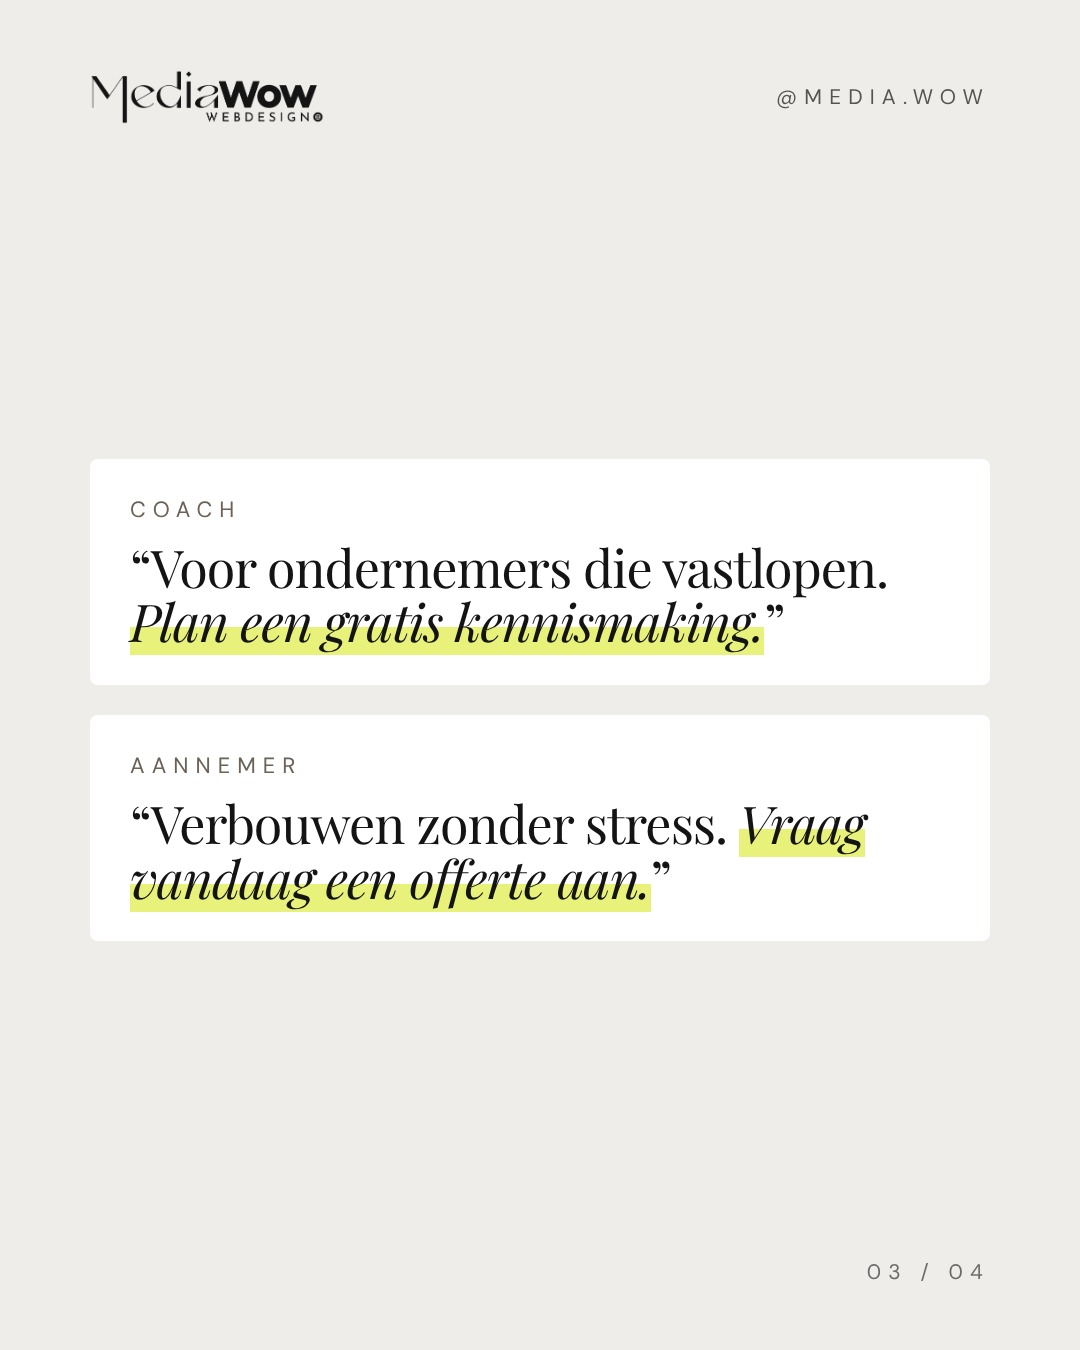 MediaWow
WEBDESIGN
@MEDIA.WOW
COACH
“Voor ondernemers die vastlopen.
Plan een gratis kennismaking.”
AANNEMER
“Verbouwen zonder stress. Vraag
vandaag een offerte aan.”
03 / 04